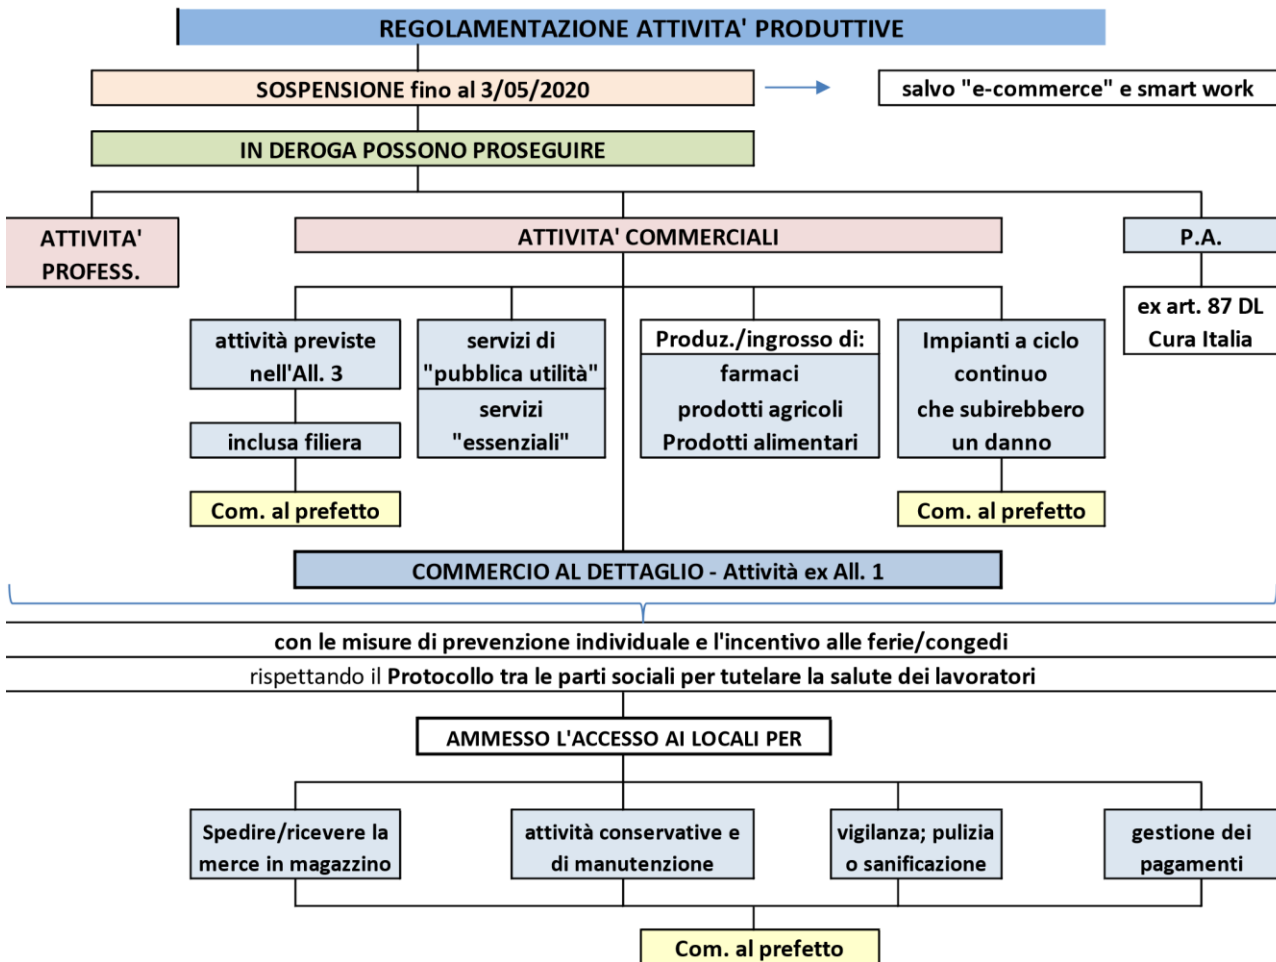 REGOLAMENTAZIONE ATTIVITA' PRODUTTIVE
SOSPENSIONE fino al 3/05/2020
salvo "e-commerce" e smart work
IN DEROGA POSSONO PROSEGUIRE
ATTIVITA'
PROFESS.
ATTIVITA' COMMERCIALI
P.A.
ex art. 87 DL
Cura Italia
attività previste
nell'All. 3
inclusa filiera
Com. al prefetto
servizi di
"pubblica utilità"
servizi
"essenziali"
Produz./ingrosso di:
farmaci
prodotti agricoli
Prodotti alimentari
Impianti a ciclo
continuo
che subirebbero
un danno
Com. al prefetto
COMMERCIO AL DETTAGLIO - Attività ex All. 1
con le misure di prevenzione individuale e l'incentivo alle ferie/congedi
rispettando il Protocollo tra le parti sociali per tutelare la salute dei lavoratori
AMMESSO L'ACCESSO AI LOCALI PER
Spedire/ricevere la
merce in magazzino
attività conservative e
di manutenzione
vigilanza; pulizia
o sanificazione
gestione dei
pagamenti
Com. al prefetto